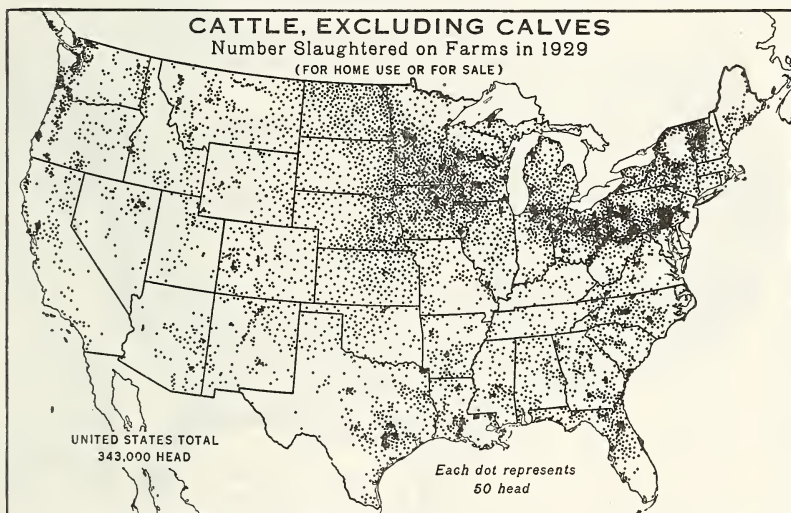 CATTLE, EXCLUDING CALVES
Number Slaughtered on Farms in 1929
(FOR HOME USE OR FOR SALE)
UNITED STATES TOTAL
343,000 HEAD
Each dot represents
50 head